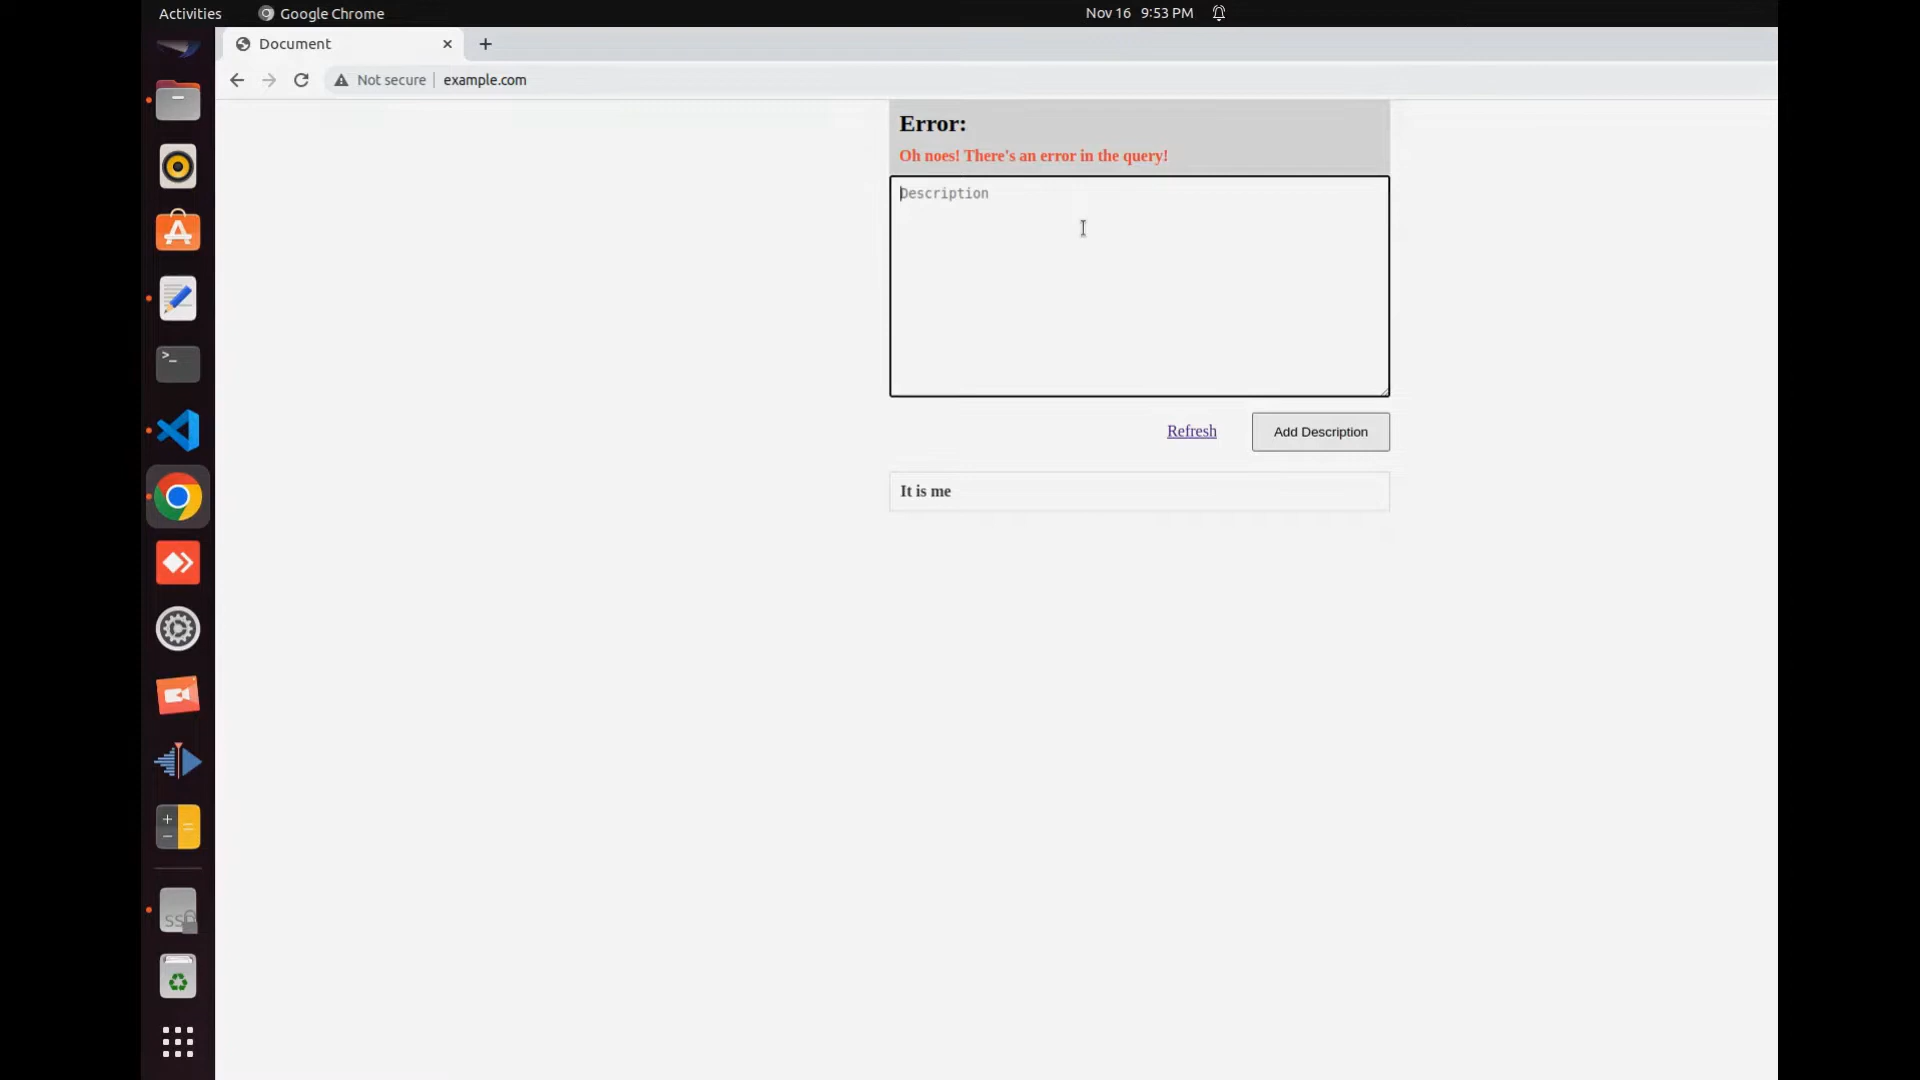 Activities
Google Chrome
Nov 16 9:53 PM
Document
Not secure
example.com
Error:
Oh noes! There's an error in the query!
Description
Refresh
Add Description
It is me